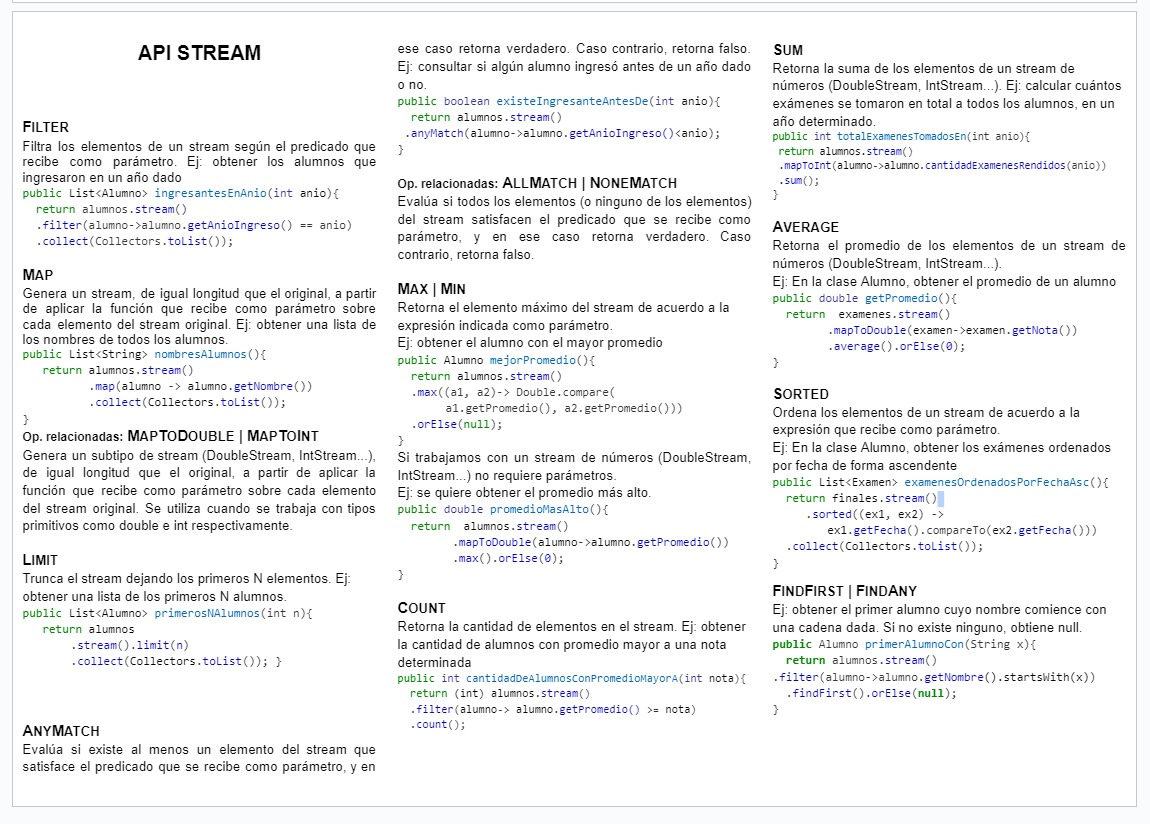 API STREAM
FILTER
Filtra los elementos de un stream según el predicado que
recibe como parámetro. Ej: obtener los alumnos que
ingresaron en un año dado
public List<Alumno> ingresantesEnAnio(int anio){
return alumnos.stream()
.filter(alumno->alumno.getAnioIngreso() == anio)
.collect(Collectors.toList());
MAP
Genera un stream, de igual longitud que el original, a partir
de aplicar la función que recibe como parámetro sobre
cada elemento del stream original. Ej: obtener una lista de
los nombres de todos los alumnos.
public List<String> nombresAlumnos(){
return alumnos.stream()
.map(alumno -> alumno.getNombre())
.collect(Collectors.toList());
}
Op. relacionadas: MAPTODOUBLE | MAPTOINT
Genera un subtipo de stream (DoubleStream, IntStream...),
de igual longitud que el original, a partir de aplicar la
función que recibe como parámetro sobre cada elemento
del stream original. Se utiliza cuando se trabaja con tipos
primitivos como double e int respectivamente.
LIMIT
Trunca el stream dejando los primeros N elementos. Ej:
obtener una lista de los primeros N alumnos.
public List<Alumno> primerosNAlumnos(int n){
return alumnos
.stream().limit(n)
.collect(Collectors.toList()); }
ANYMATCH
Evalúa si existe al menos un elemento del stream que
satisface el predicado que se recibe como parámetro, y en
ese caso retorna verdadero. Caso contrario, retorna falso.
Ej: consultar si algún alumno ingresó antes de un año dado
o no.
public boolean existeIngresanteAntesDe(int anio){
return alumnos.stream()
.anyMatch(alumno->alumno.getAnioIngreso()<anio);
}
Op. relacionadas: ALLMATCH | NONEMATCH
Evalúa si todos los elementos (o ninguno de los elementos)
del stream satisfacen el predicado que se recibe como
parámetro, y en ese caso retorna verdadero. Caso
contrario, retorna falso.
MAX | MIN
Retorna el elemento máximo del stream de acuerdo a la
expresión indicada como parámetro.
Ej: obtener el alumno con el mayor promedio
public Alumno mejorPromedio(){
return alumnos.stream()
.max((a1, a2)-> Double.compare(
a1.getPromedio(), a2.getPromedio()))
.orElse(null);
}
Si trabajamos con un stream de números (DoubleStream,
IntStream...) no requiere parámetros.
Ej: se quiere obtener el promedio más alto.
public double promedioMasAlto(){
return alumnos.stream()
.mapToDouble(alumno->alumno.getPromedio())
.max().orElse(0);
}
COUNT
Retorna la cantidad de elementos en el stream. Ej: obtener
la cantidad de alumnos con promedio mayor a una nota
determinada
public int cantidadDeAlumnosConPromedioMayorA(int nota){
return (int) alumnos.stream()
.filter(alumno-> alumno.getPromedio() >= nota)
.count();
SUM
Retorna la suma de los elementos de un stream de
números (DoubleStream, IntStream...). Ej: calcular cuántos
exámenes se tomaron en total a todos los alumnos, en un
año determinado.
public int totalExamenesTomadosEn(int anio){
return alumnos.stream()
.mapToInt(alumno->alumno.cantidadExamenesRendidos(anio))
.sum();
}
AVERAGE
Retorna el promedio de los elementos de un stream de
números (DoubleStream, IntStream...).
Ej: En la clase Alumno, obtener el promedio de un alumno
public double getPromedio(){
return examenes.stream()
.mapToDouble(examen->examen.getNota())
.average().orElse(0);
}
SORTED
Ordena los elementos de un stream de acuerdo a la
expresión que recibe como parámetro.
Ej: En la clase Alumno, obtener los exámenes ordenados
por fecha de forma ascendente
public List<Examen> examenesOrdenadosPorFechaAsc(){
return finales.stream()
.sorted((ex1, ex2) ->
ex1.getFecha().compareTo(ex2.getFecha()))
.collect(Collectors.toList());
}
FINDFIRST | FINDANY
Ej: obtener el primer alumno cuyo nombre comience con
una cadena dada. Si no existe ninguno, obtiene null.
public Alumno primerAlumnoCon(String x){
return alumnos.stream()
.filter(alumno->alumno.getNombre().startsWith(x))
.findFirst().orElse(null);
}